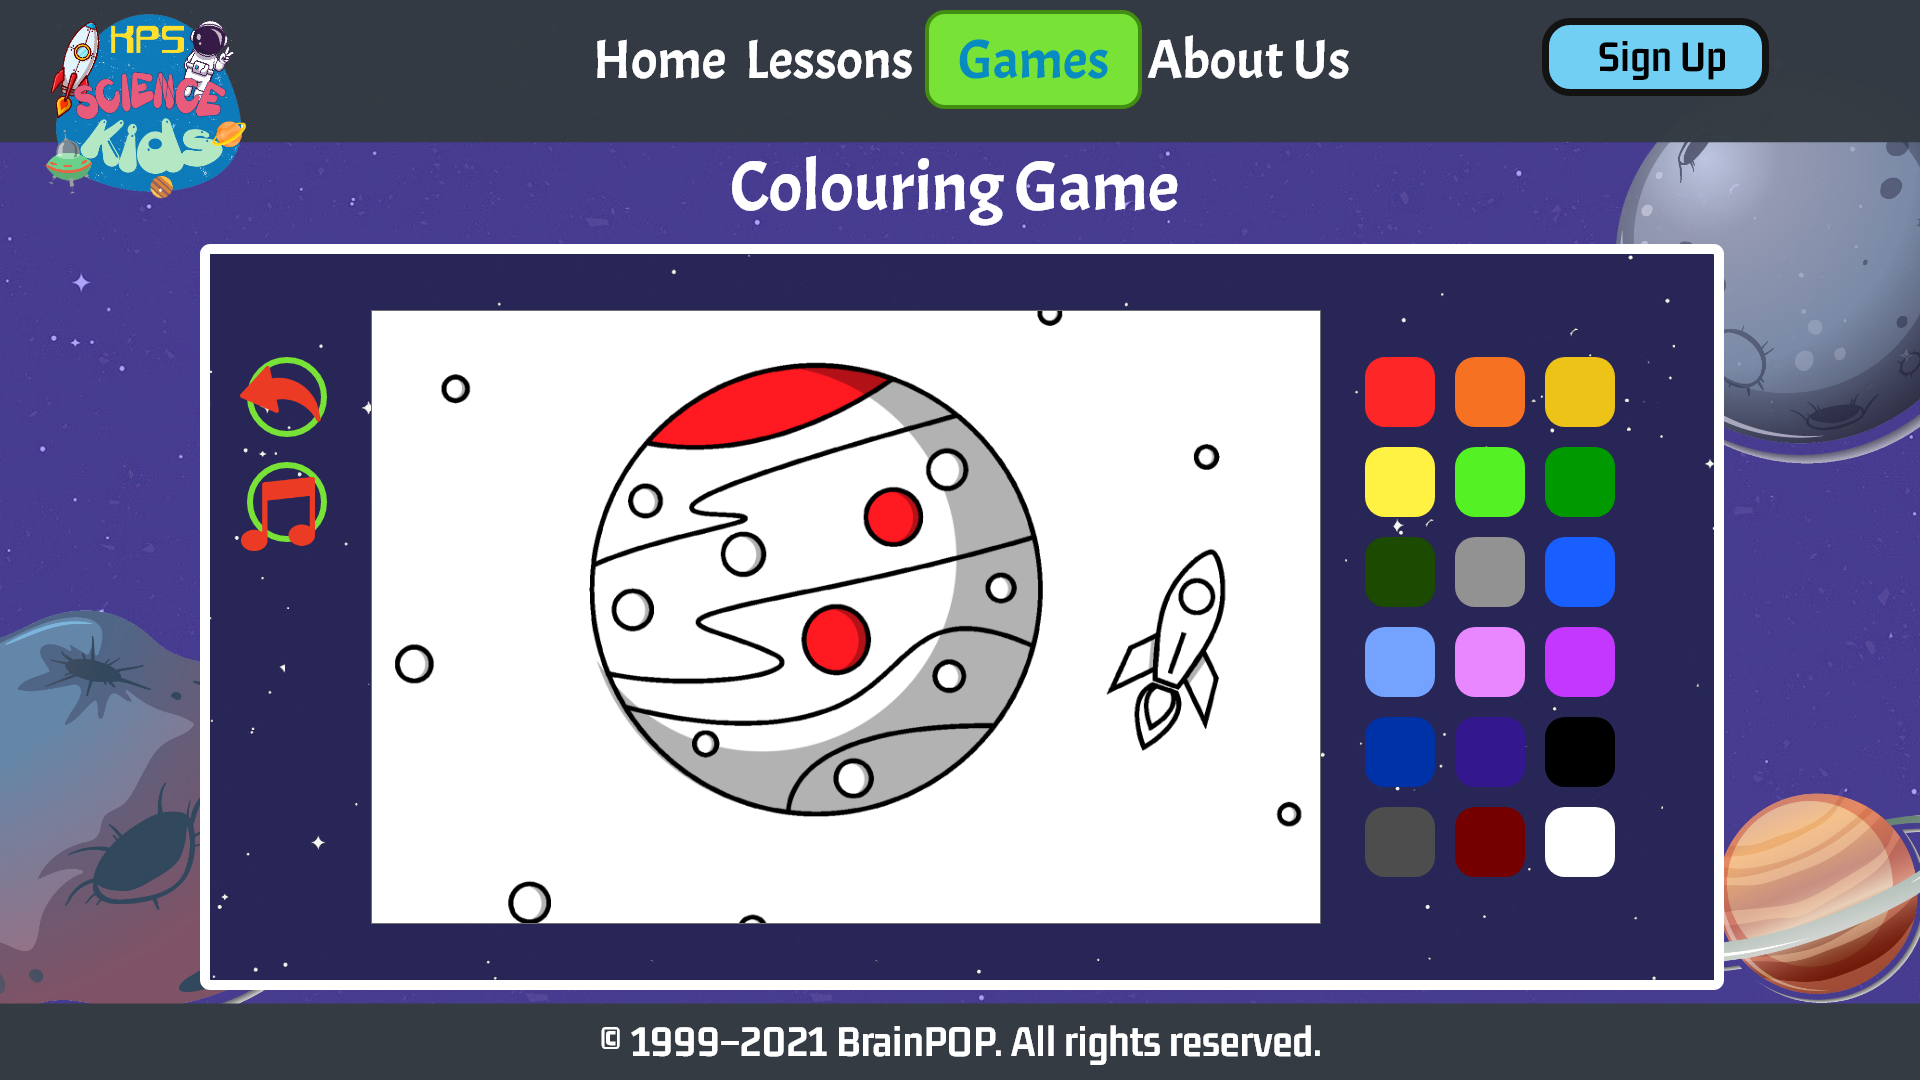 KPS
SCIENCE
Kids
Home Lessons Games About Us
Sign Up
Colouring Game
© 1999–2021 BrainPOP. All rights reserved.